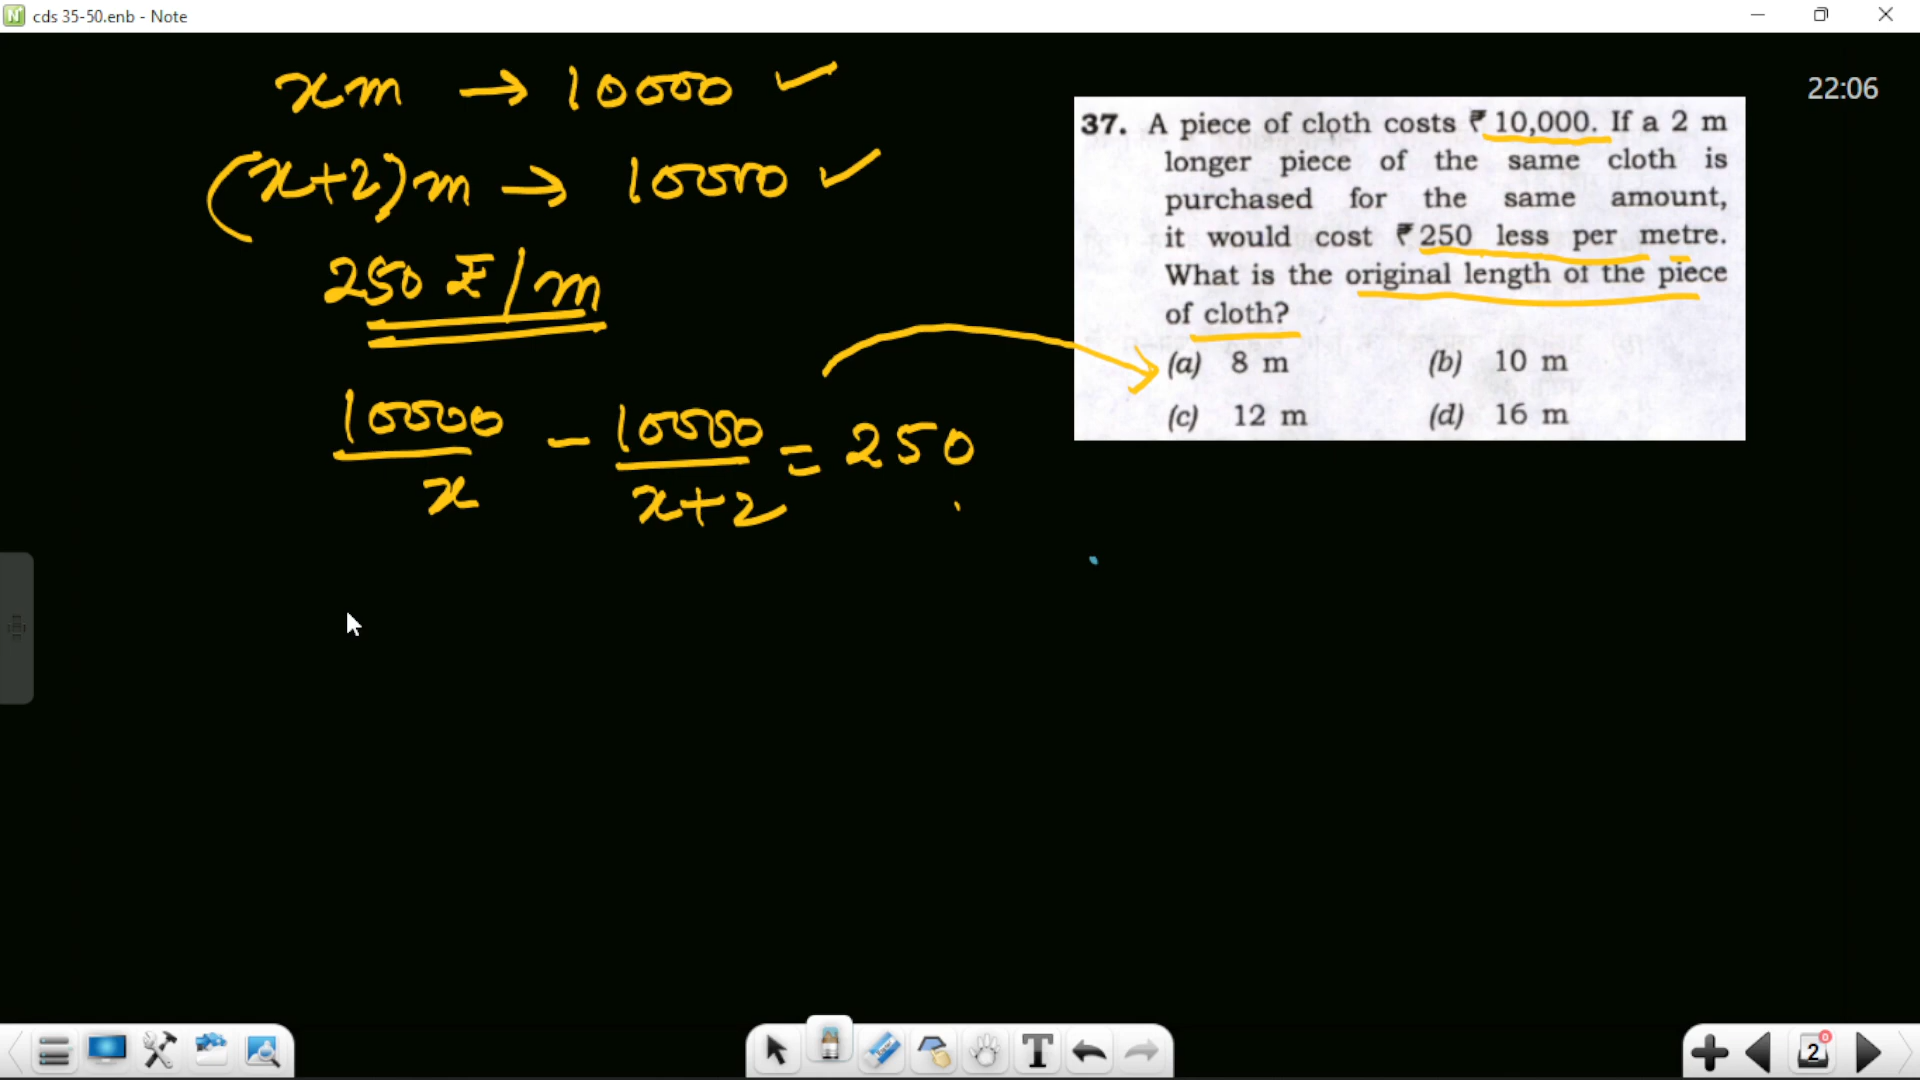 cds 35-50.enb - Note
xm → 10000 ✓
(x+2)m → 10000 ✓
250 ₹/m
10000/x - 10000/x+2 = 250
22:06
37. A piece of cloth costs ₹ 10,000. If a 2 m
longer piece of the same cloth is
purchased for the same amount,
it would cost ₹ 250 less per metre.
What is the original length of the piece
of cloth?
(a) 8 m (b) 10 m
(c) 12 m (d) 16 m
T
2
0